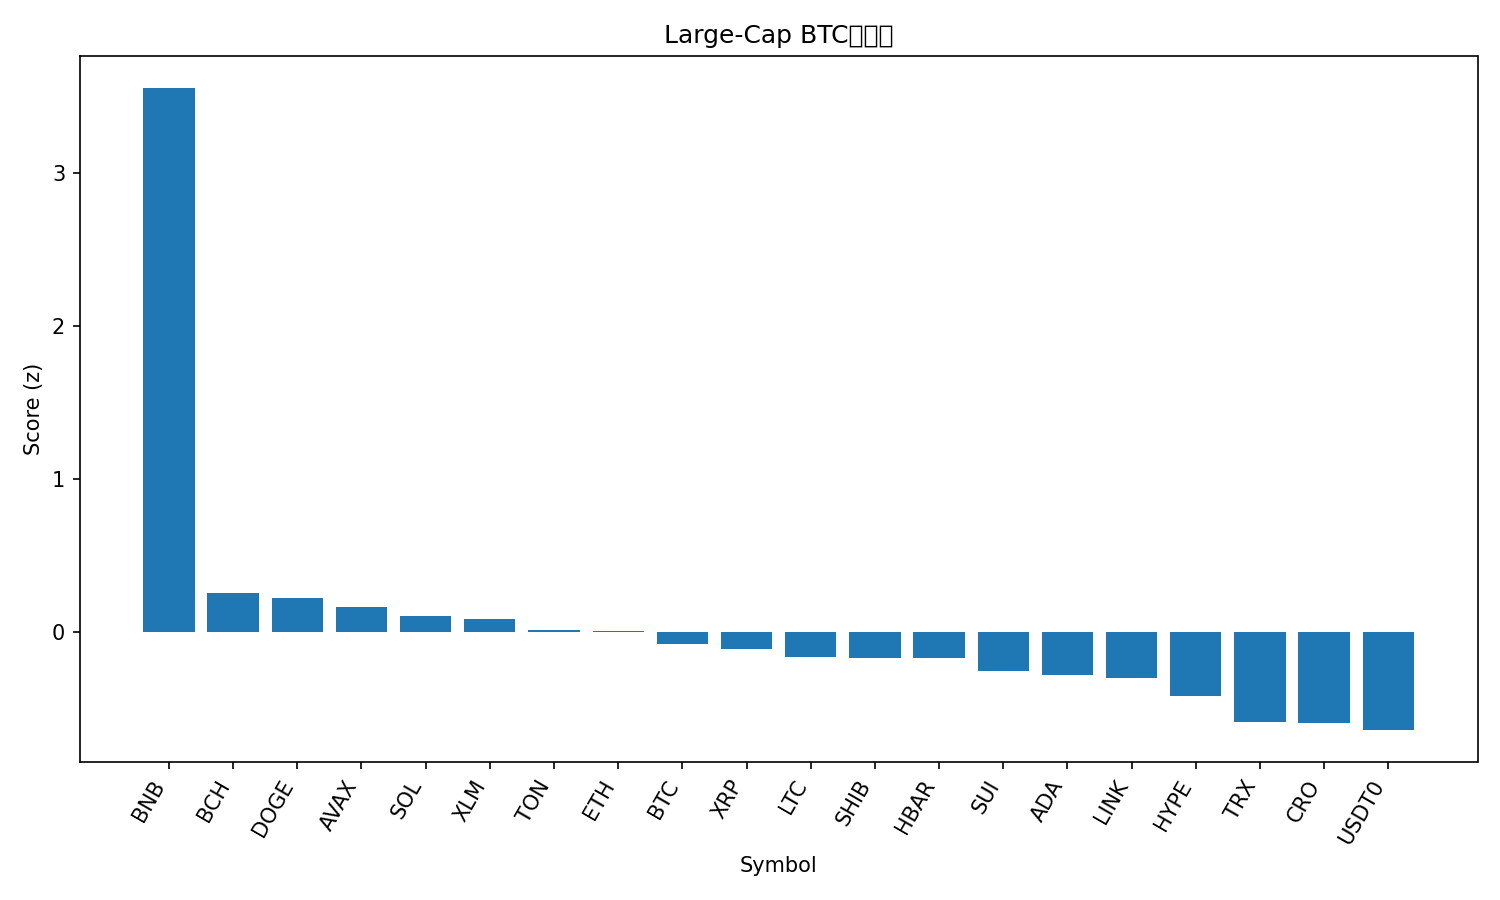 Large-Cap BTC
3
2
1
0
Score (z)
BNB
BCH
DOGE
AVAX
SOL
XLM
TON
ETH
BTC
XRP
LTC
SHIB
HBAR
SUI
ADA
LINK
HYPE
TRX
CRO
USDT0
Symbol